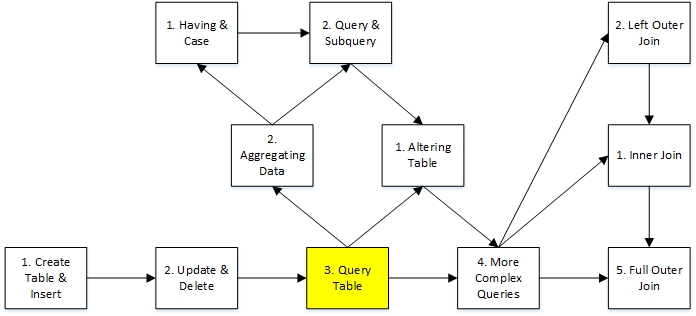 1. Having &
Case
2. Query &
Subquery
2. Left Outer
Join
2.
Aggregating
Data
1. Altering
Table
1. Inner Join
1. Create
Table &
Insert
2. Update &
Delete
3. Query
Table
4. More
Complex
Queries
5. Full Outer
Join